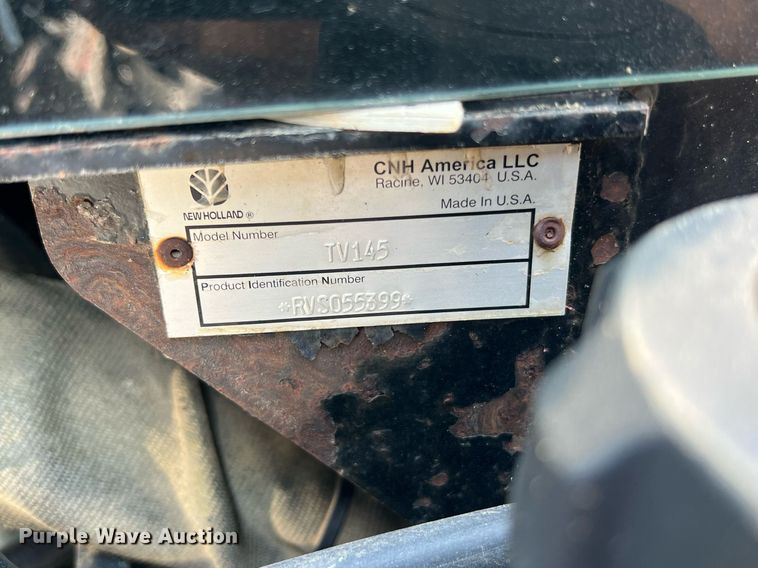 CNH America LLC
Racine, WI 53404 U.S.A.
NEW HOLLAND ®
Made In U.S.A.
Model Number
TV145
Product Identification Number
*RVS055399*
Purple Wave Auction